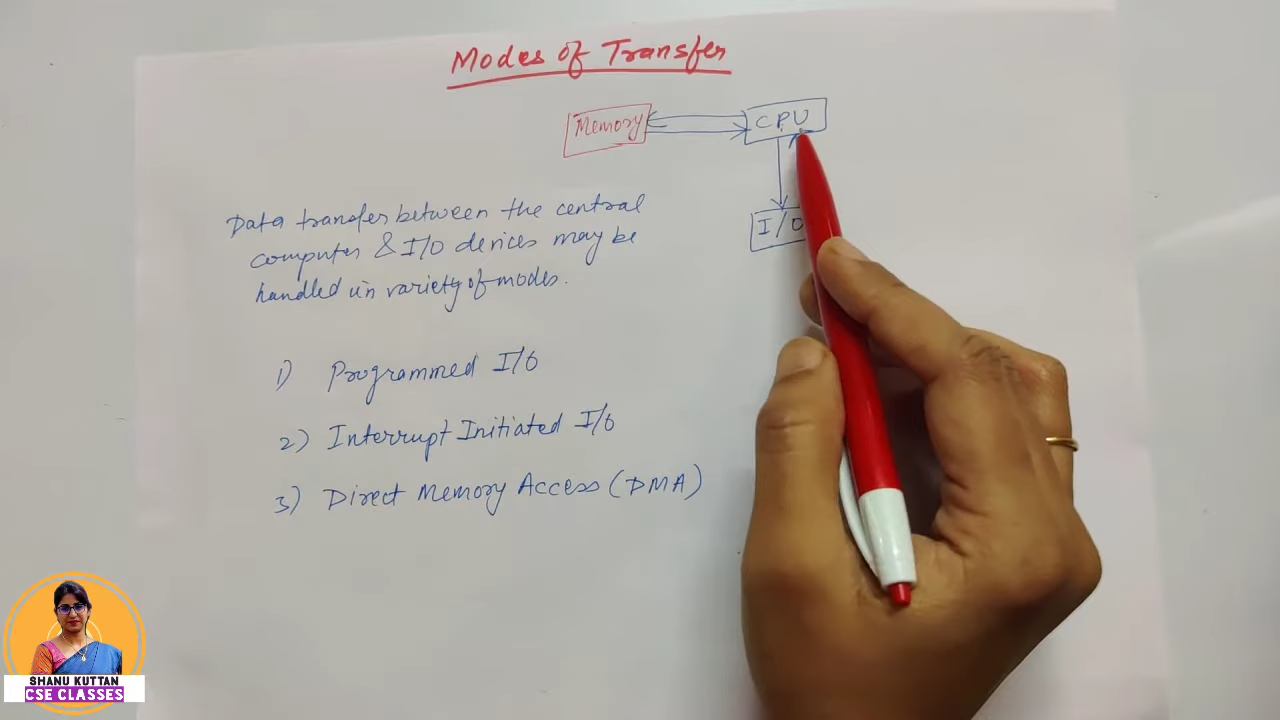 Modes of Transfer
Memory
CPU
I/O
Data transfer between the central
computer & I/O devices may be
handled in variety of modes.
1) Programmed I/O
2) Interrupt Initiated I/O
3) Direct Memory Access (DMA)
SHANU KUTTAN
CSE CLASSES